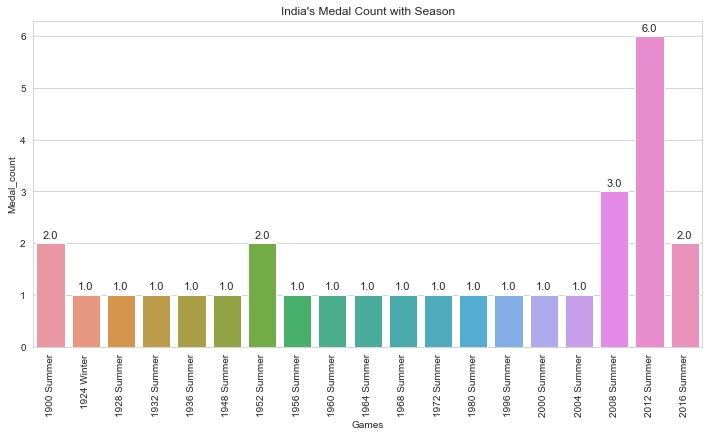 India's Medal Count with Season
Medal_count
6
5
4
3
2
1
0
2.0
1.0
1.0
1.0
1.0
1.0
2.0
1.0
1.0
1.0
1.0
1.0
1.0
1.0
1.0
1.0
3.0
6.0
2.0
1900 Summer
1924 Winter
1928 Summer
1932 Summer
1936 Summer
1948 Summer
1952 Summer
1956 Summer
1960 Summer
1964 Summer
1968 Summer
1972 Summer
1980 Summer
1996 Summer
2000 Summer
2004 Summer
2008 Summer
2012 Summer
2016 Summer
Games